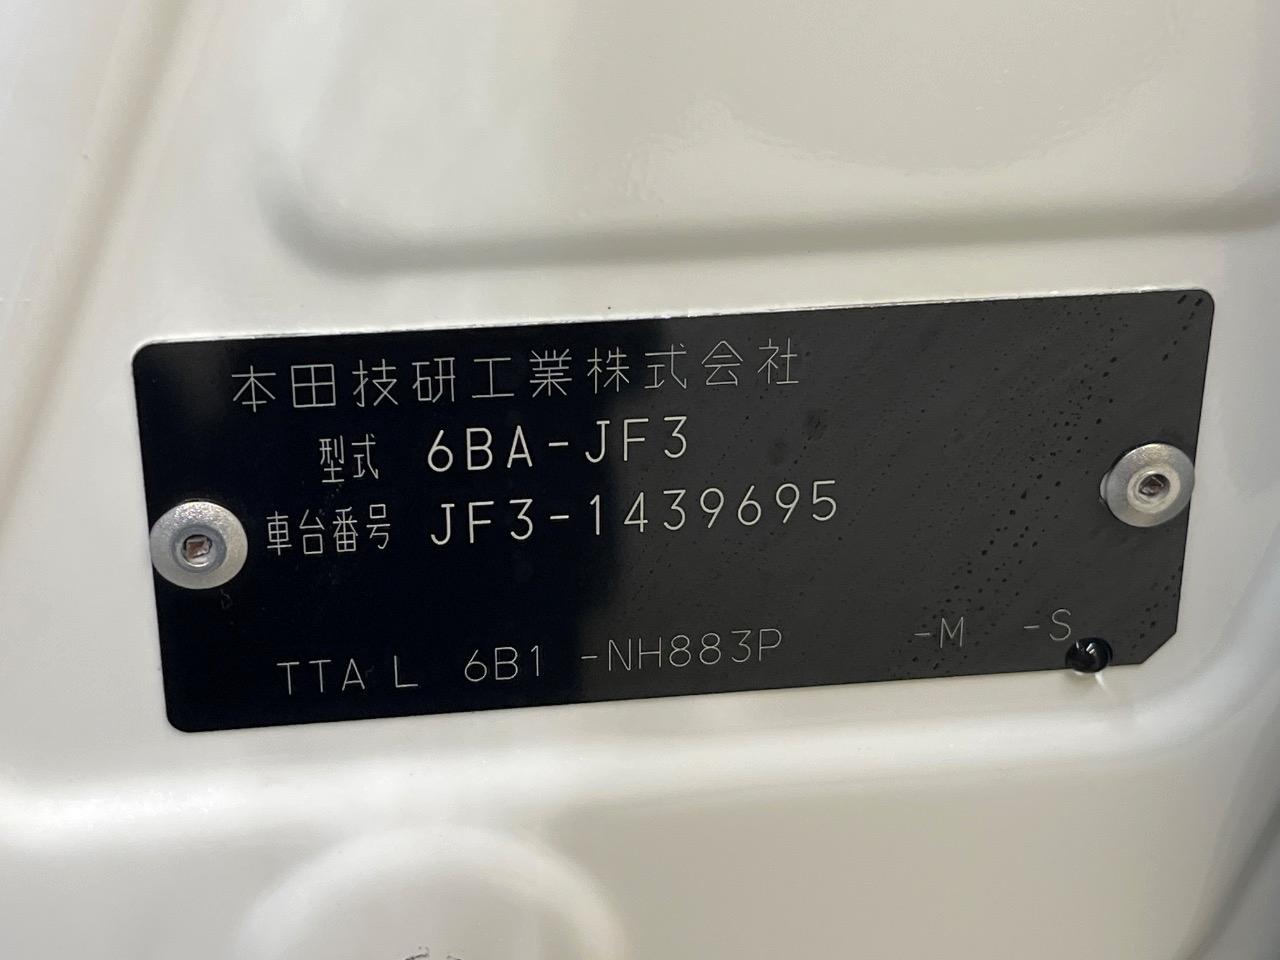 本田技研工業株式会社
型式 6BA-JF3
車台番号 JF3-1439695
TTA L 6B1 -NH883P -M -S